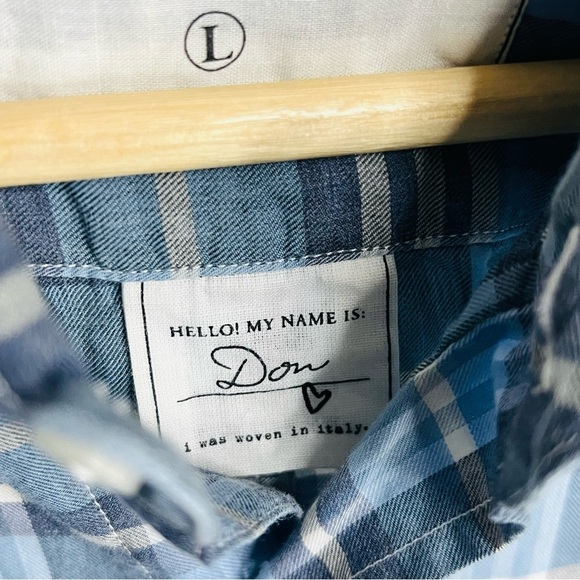 L
HELLO! MY NAME IS:
Don
i was woven in italy.